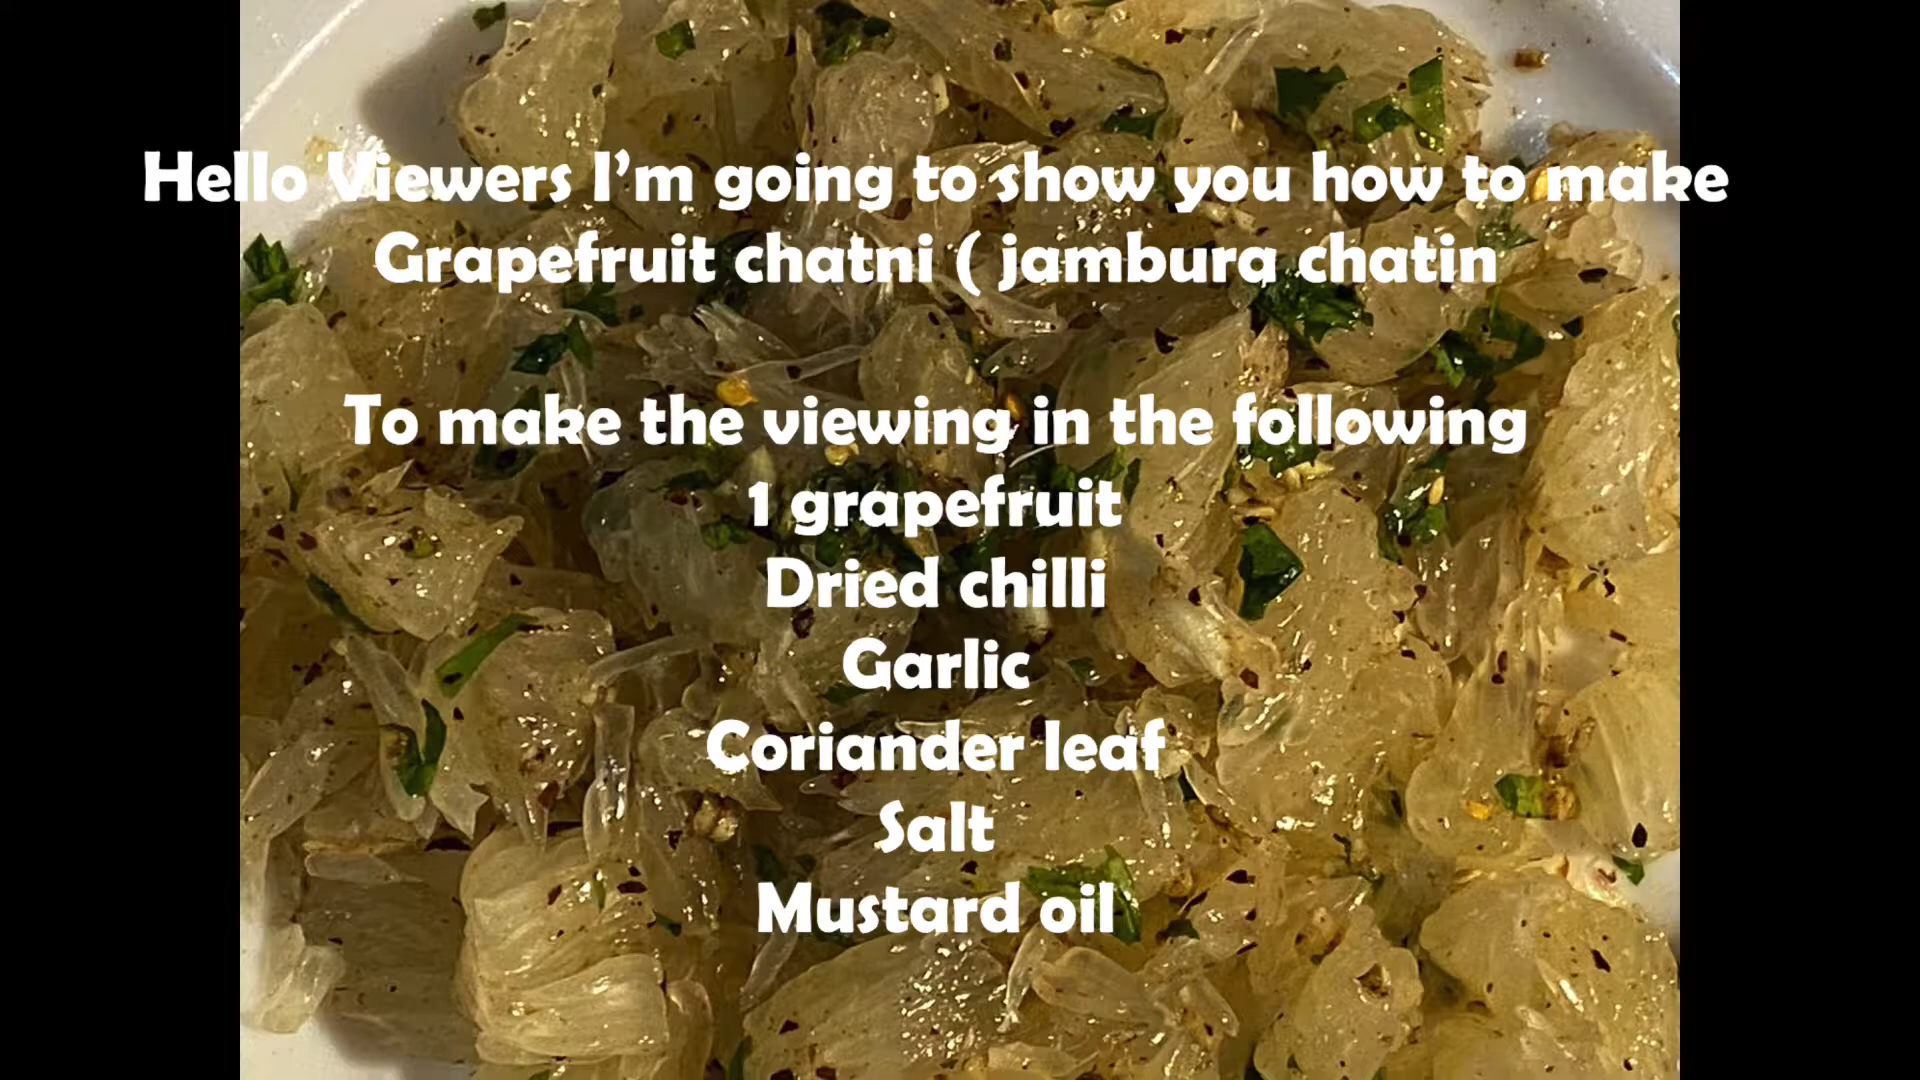 Hello Viewers I’m going to show you how to make
Grapefruit chatni ( jambura chatin
To make the viewing in the following
1 grapefruit
Dried chilli
Garlic
Coriander leaf
Salt
Mustard oil